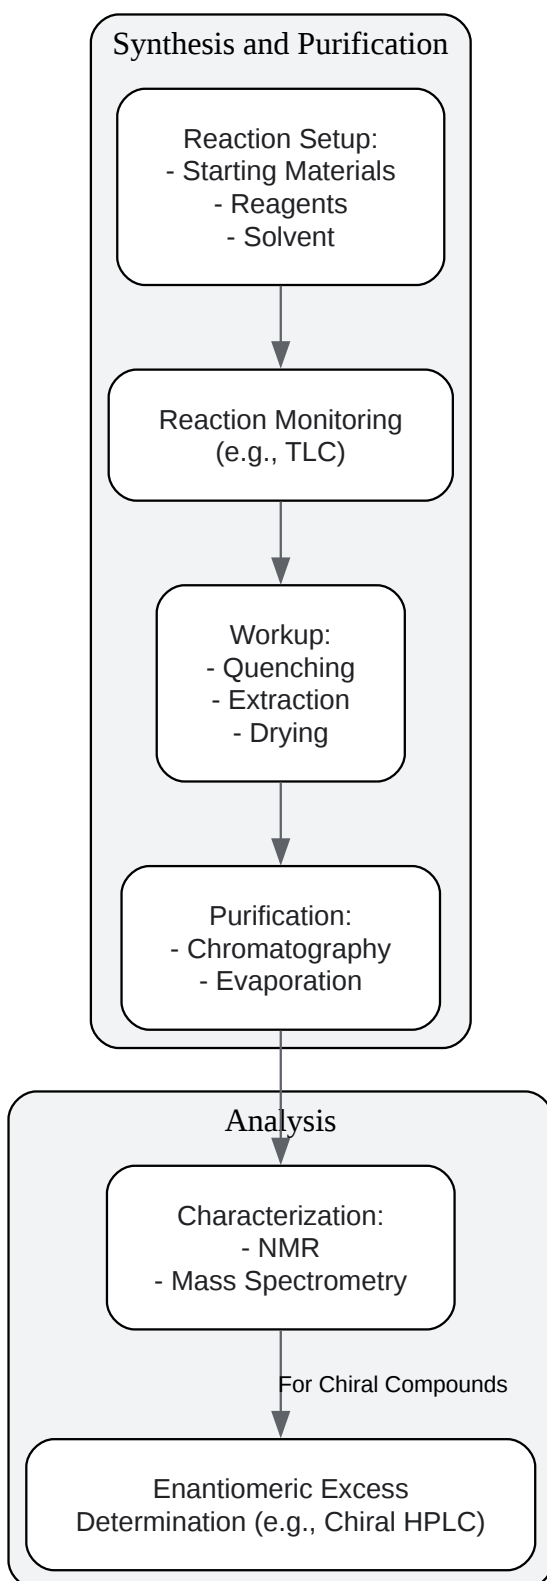 Synthesis and Purification
Reaction Setup:
- Starting Materials
- Reagents
- Solvent
Reaction Monitoring
(e.g., TLC)
Workup:
- Quenching
- Extraction
- Drying
Purification:
- Chromatography
- Evaporation
Analysis
Characterization:
- NMR
- Mass Spectrometry
For Chiral Compounds
Enantiomeric Excess
Determination (e.g., Chiral HPLC)